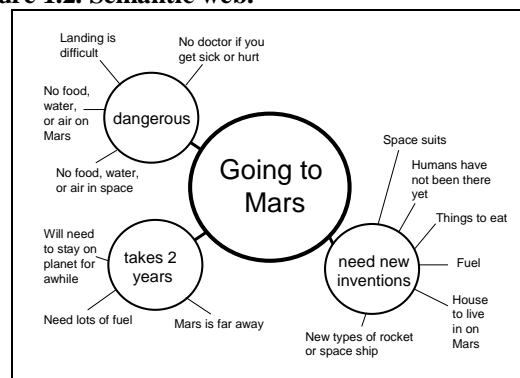 Figure 1.2. Semantic web.
Landing is
difficult
No doctor if you
get sick or hurt
No food,
water,
or air on
Mars
dangerous
No food, water,
or air in space
Going to
Mars
Space suits
Humans have
not been there
yet
Things to eat
Fuel
House
to live
in on
Mars
need new
inventions
New types of rocket
or space ship
Will need
to stay on
planet for
awhile
takes 2
years
Need lots of fuel
Mars is far away